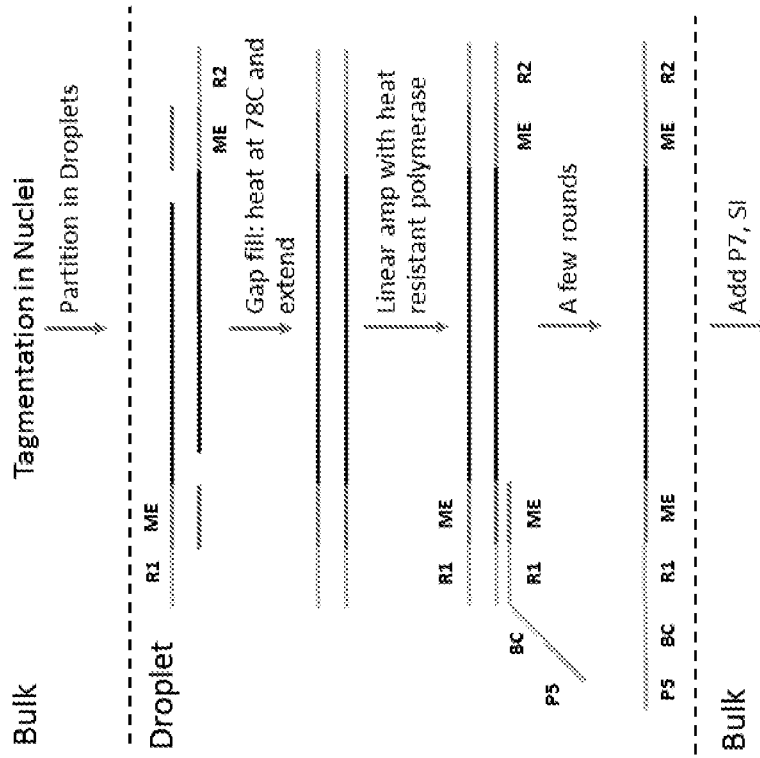 Bulk
Tagmentation in Nuclei
Partition in Droplets
Droplet
R1 ME
ME R2
Gap fill: heat at 78C and
extend
Linear amp with heat
resistant polymerase
R1 ME
BC R1 ME
P5
ME R2
A few rounds
P5 BC R1 ME
ME R2
Bulk
Add P7, SI